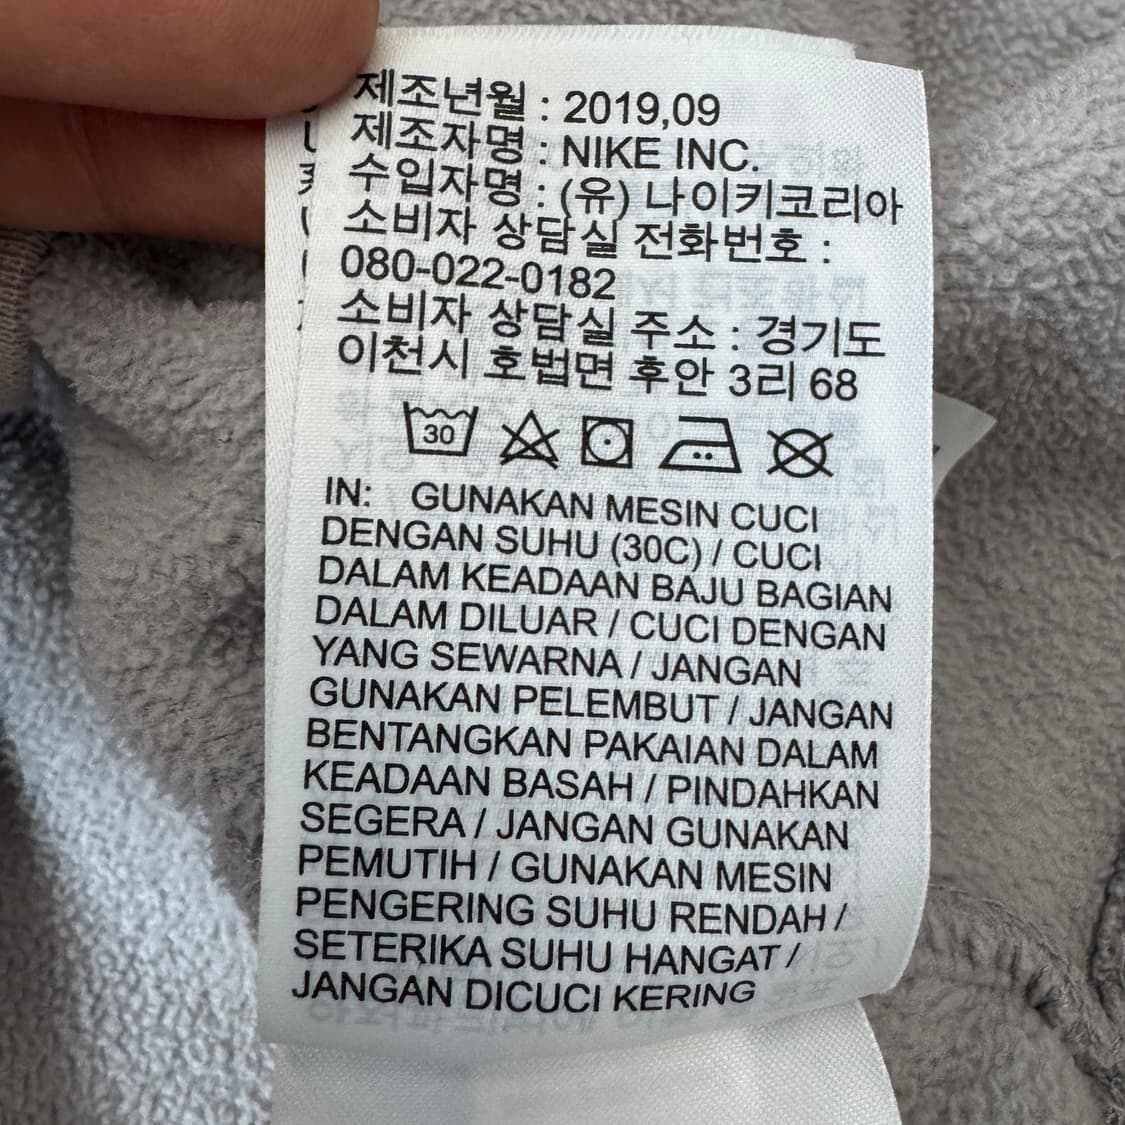 제조년월 : 2019,09
제조자명 : NIKE INC.
수입자명 : (유) 나이키코리아
소비자 상담실 전화번호 :
080-022-0182
소비자 상담실 주소 : 경기도
이천시 호법면 후안 3리 68
30
IN: GUNAKAN MESIN CUCI
DENGAN SUHU (30C) / CUCI
DALAM KEADAAN BAJU BAGIAN
DALAM DILUAR / CUCI DENGAN
YANG SEWARNA / JANGAN
GUNAKAN PELEMBUT / JANGAN
BENTANGKAN PAKAIAN DALAM
KEADAAN BASAH / PINDAHKAN
SEGERA / JANGAN GUNAKAN
PEMUTIH / GUNAKAN MESIN
PENGERING SUHU RENDAH /
SETERIKA SUHU HANGAT /
JANGAN DICUCI KERING